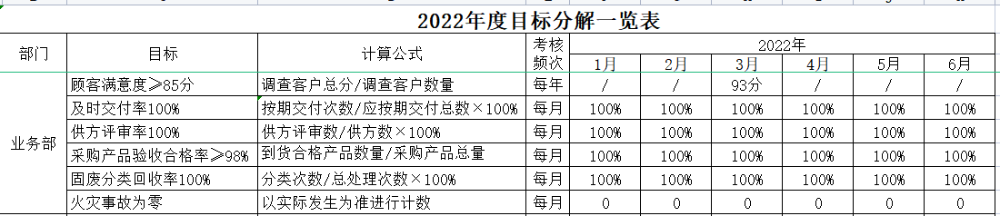 2022年度目标分解一览表
部门 目标 计算公式 考核频次 2022年
1月 2月 3月 4月 5月 6月
业务部
顾客满意度≥85分 调查客户总分/调查客户数量 每年 / / 93分 / / /
及时交付率100% 按期交付次数/应按期交付总数×100% 每月 100% 100% 100% 100% 100% 100%
供方评审率100% 供方评审数/供方数×100% 每月 100% 100% 100% 100% 100% 100%
采购产品验收合格率≥98% 到货合格产品数量/采购产品总量 每月 100% 100% 100% 100% 100% 100%
固废分类回收率100% 分类次数/总处理次数×100% 每月 100% 100% 100% 100% 100% 100%
火灾事故为零 以实际发生为准进行计数 每月 0 0 0 0 0 0